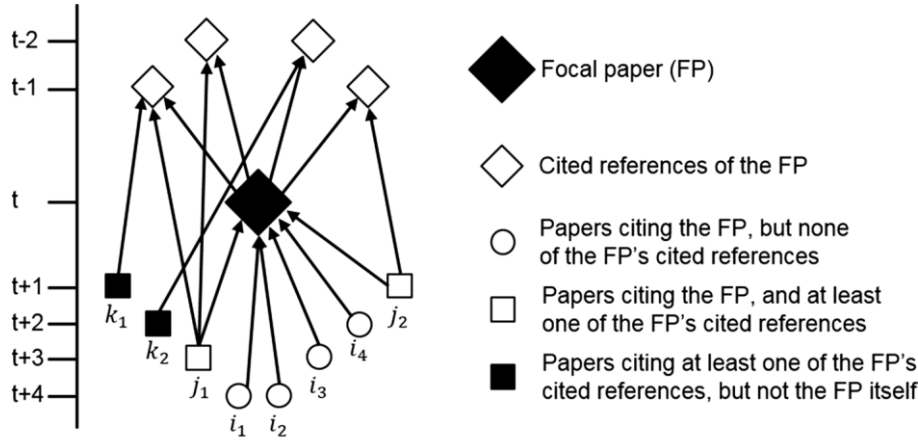 t-2
t-1
t
t+1
t+2
t+3
t+4
k₁
k₂
j₁
i₁
i₂
i₃
i₄
j₂
Focal paper (FP)
Cited references of the FP
Papers citing the FP, but none
of the FP's cited references
Papers citing the FP, and at least
one of the FP's cited references
Papers citing at least one of the FP's
cited references, but not the FP itself